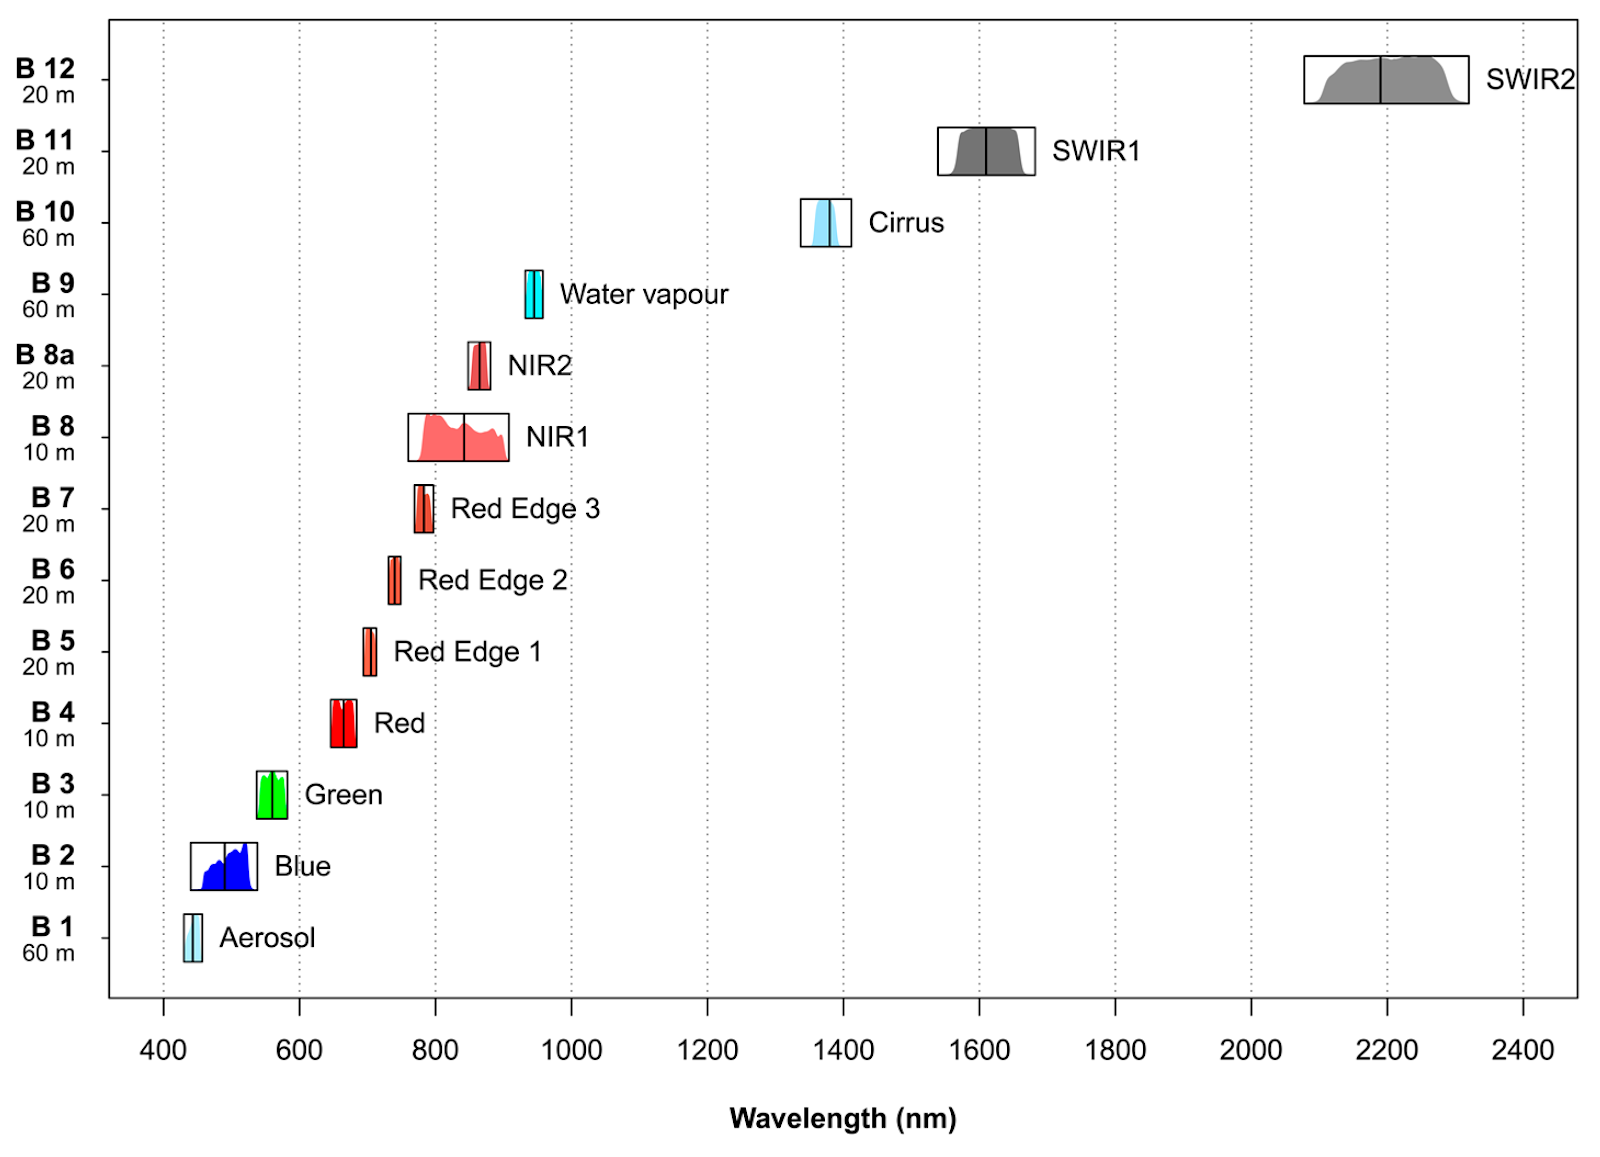 B 12
20 m
SWIR2
B 11
20 m
SWIR1
B 10
60 m
Cirrus
B 9
60 m
Water vapour
B 8a
20 m
NIR2
B 8
10 m
NIR1
B 7
20 m
Red Edge 3
B 6
20 m
Red Edge 2
B 5
20 m
Red Edge 1
B 4
10 m
Red
B 3
10 m
Green
B 2
10 m
Blue
B 1
60 m
Aerosol
400 600 800 1000 1200 1400 1600 1800 2000 2200 2400
Wavelength (nm)